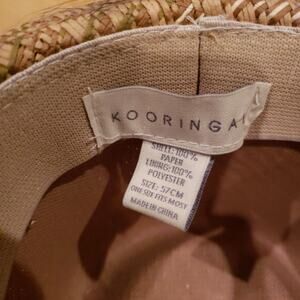 KOORINGAL
SHELL: 100%
PAPER
LINING: 100%
POLYESTER
SIZE: 57CM
ONE SIZE FITS MOST
MADE IN CHINA